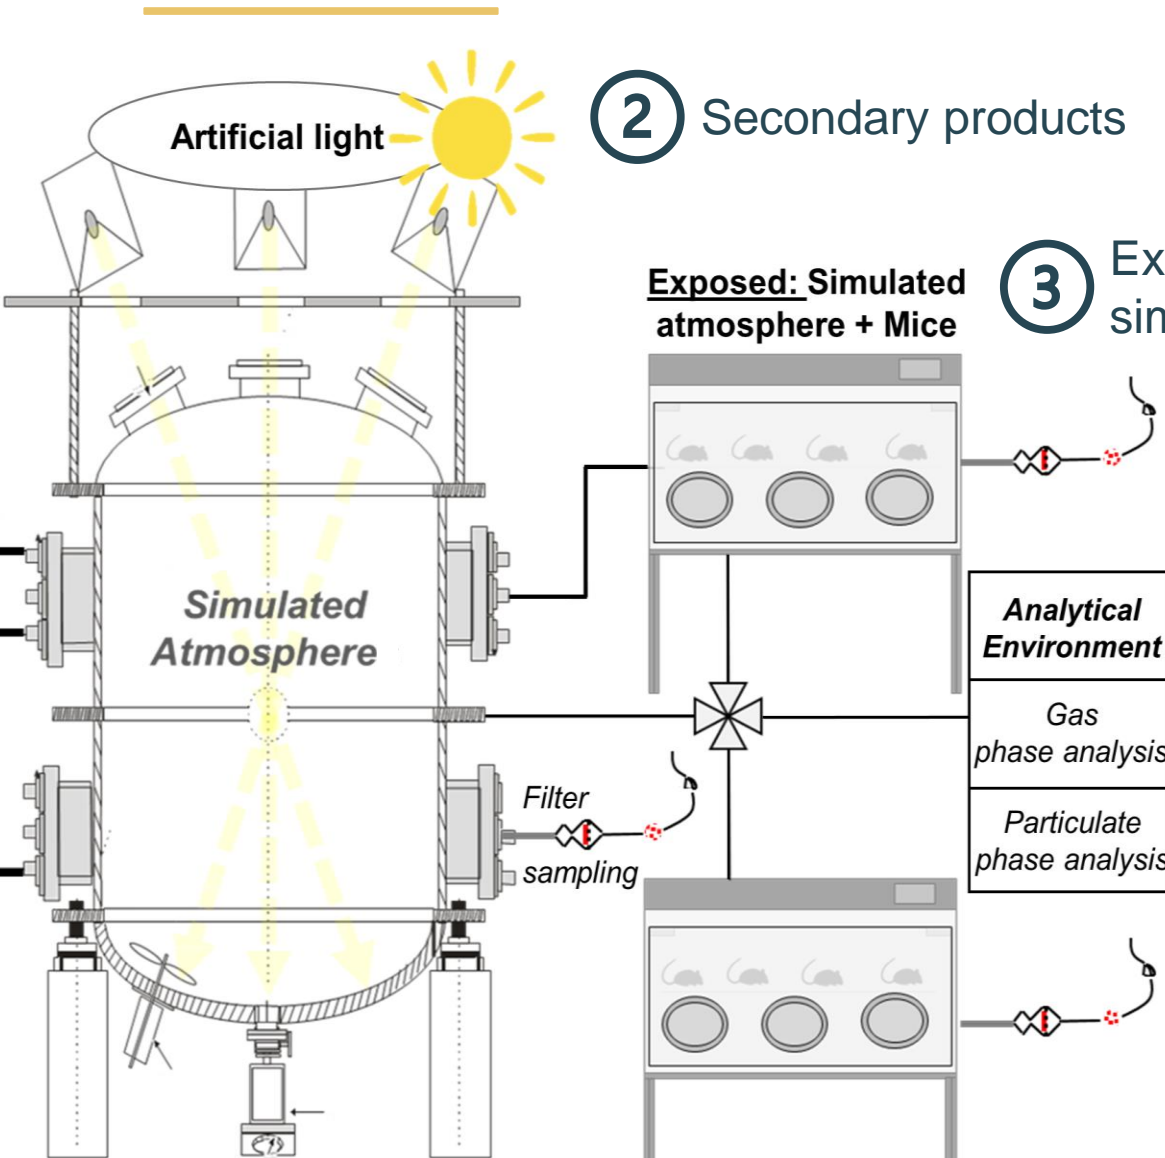 Artificial light
2 Secondary products
3
Exposed: Simulated
atmosphere + Mice
Simulated
Atmosphere
Analytical
Environment
Gas
phase analysis
Particulate
phase analysis
Filter
sampling